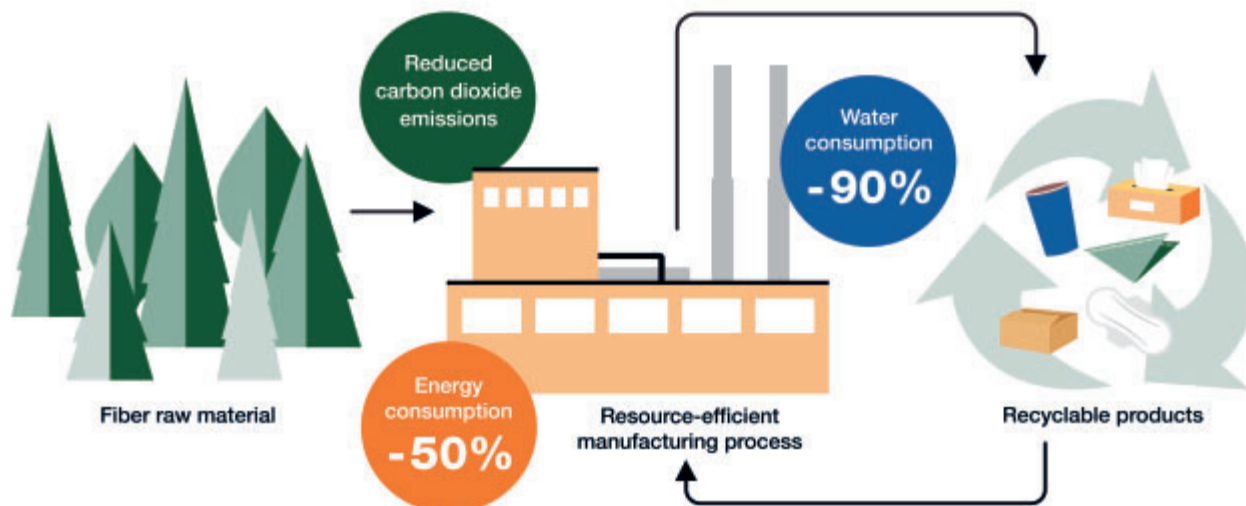 Reduced
carbon dioxide
emissions
Water
consumption
-90%
Energy
consumption
-50%
Fiber raw material
Resource-efficient
manufacturing process
Recyclable products